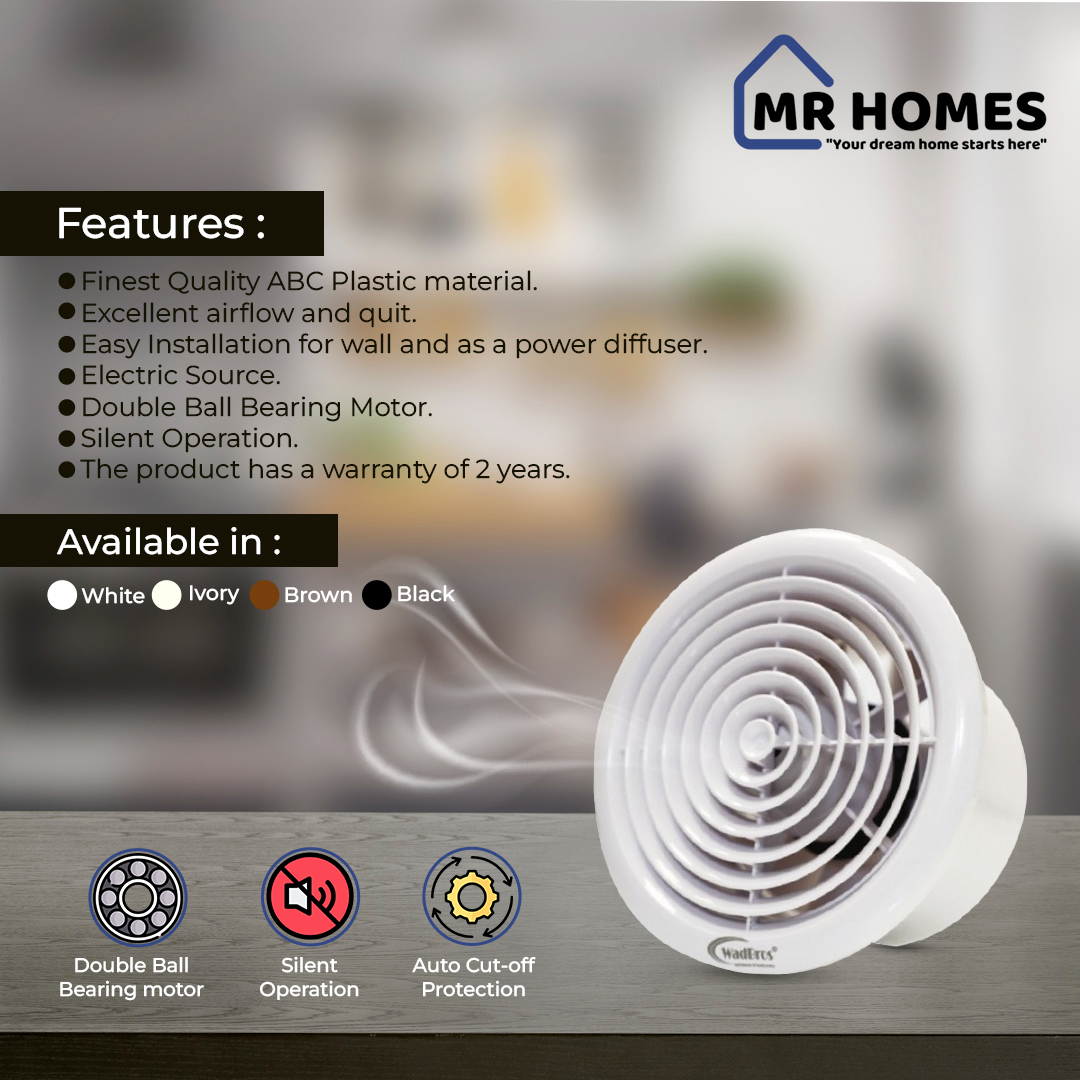 MR HOMES
"Your dream home starts here"
Features :
Finest Quality ABC Plastic material.
Excellent airflow and quit.
Easy Installation for wall and as a power diffuser.
Electric Source.
Double Ball Bearing Motor.
Silent Operation.
The product has a warranty of 2 years.
Available in :
White Ivory Brown Black
WadBros®
Double Ball
Bearing motor
Silent
Operation
Auto Cut-off
Protection